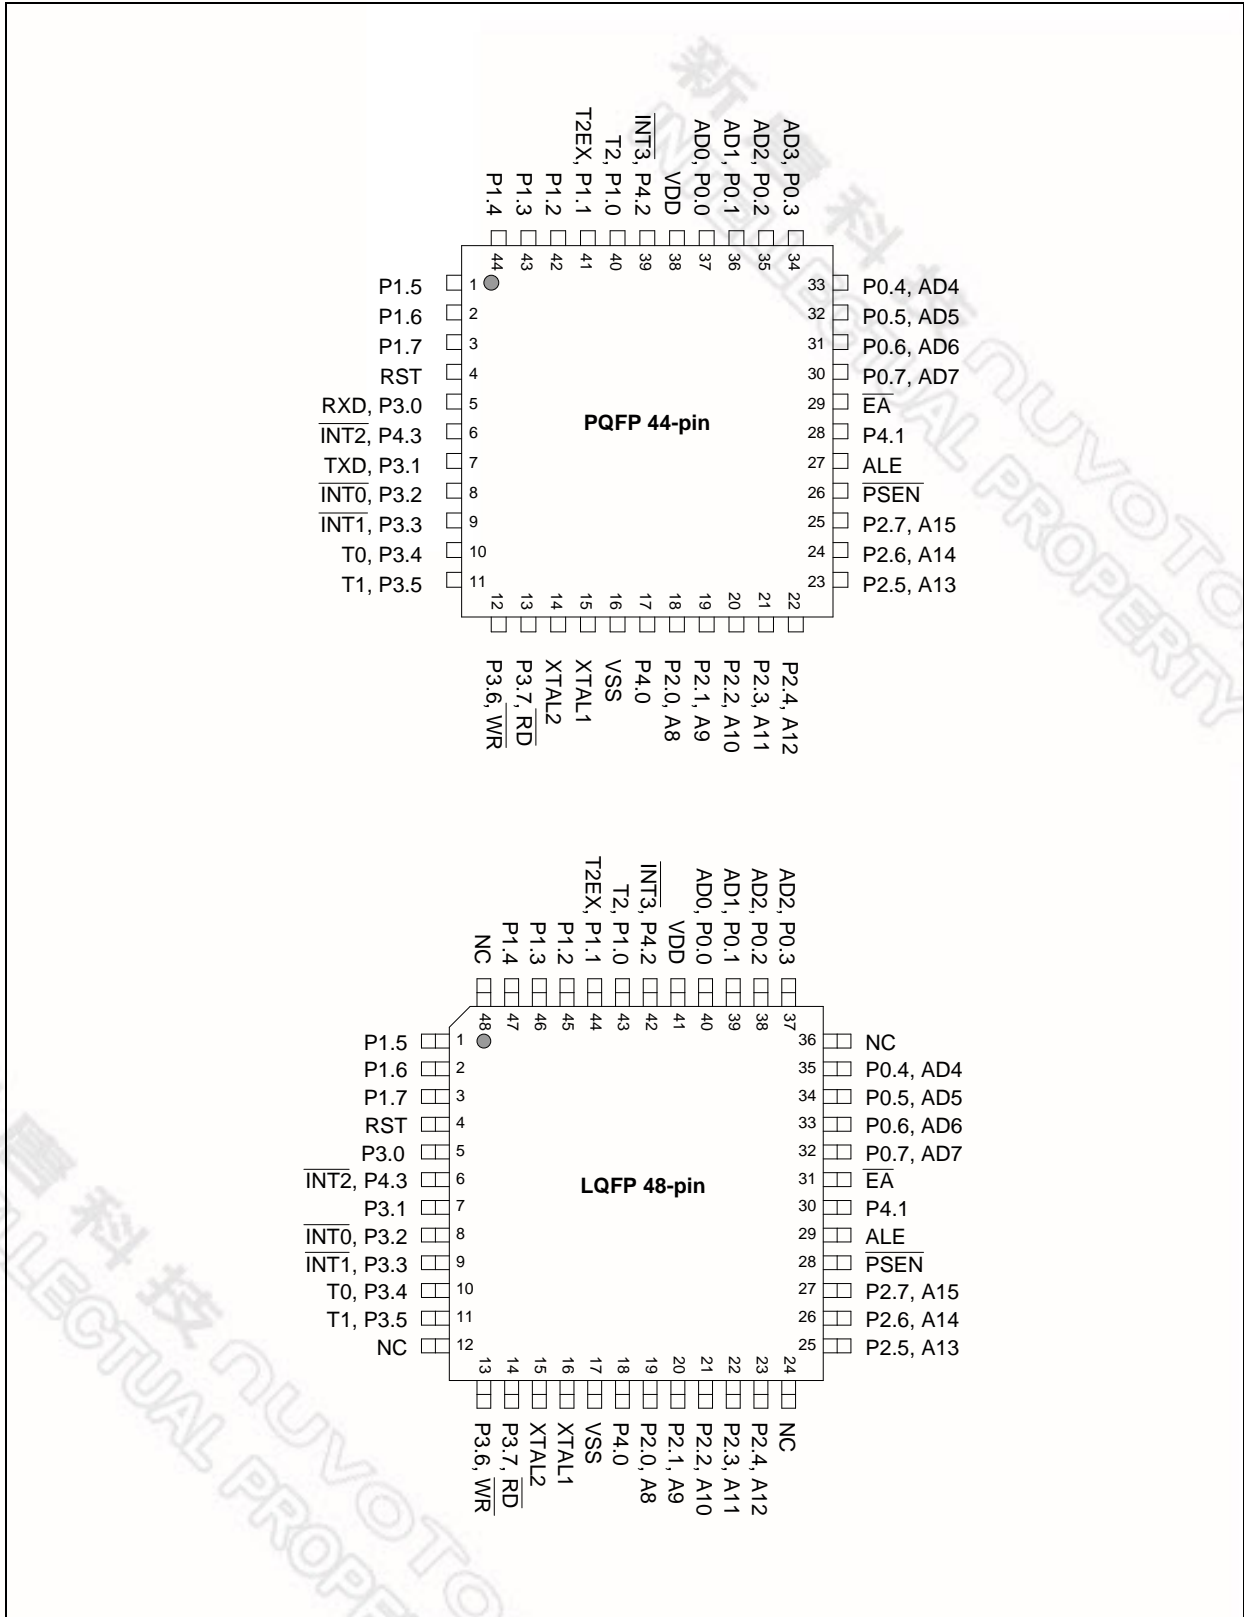 T2EX, P1.1
T2, P1.0
INT3, P4.2
AD0, P0.0
AD1, P0.1
AD2, P0.2
AD3, P0.3
P1.4
P1.3
P1.2
VDD
44
43
42
41
40
39
38
37
36
35
34
P1.5 1
P1.6 2
P1.7 3
RST 4
RXD, P3.0 5
INT2, P4.3 6
TXD, P3.1 7
INT0, P3.2 8
INT1, P3.3 9
T0, P3.4 10
T1, P3.5 11
PQFP 44-pin
33 P0.4, AD4
32 P0.5, AD5
31 P0.6, AD6
30 P0.7, AD7
29 EA
28 P4.1
27 ALE
26 PSEN
25 P2.7, A15
24 P2.6, A14
23 P2.5, A13
12
13
14
15
16
17
18
19
20
21
22
P3.6, WR
P3.7, RD
XTAL2
XTAL1
VSS
P4.0
P2.0, A8
P2.1, A9
P2.2, A10
P2.3, A11
P2.4, A12
NC
P1.4
P1.3
P1.2
T2EX, P1.1
T2, P1.0
INT3, P4.2
VDD
AD0, P0.0
AD1, P0.1
AD2, P0.2
AD2, P0.3
48
47
46
45
44
43
42
41
40
39
38
37
P1.5 1
P1.6 2
P1.7 3
RST 4
P3.0 5
INT2, P4.3 6
P3.1 7
INT0, P3.2 8
INT1, P3.3 9
T0, P3.4 10
T1, P3.5 11
NC 12
LQFP 48-pin
36 NC
35 P0.4, AD4
34 P0.5, AD5
33 P0.6, AD6
32 P0.7, AD7
31 EA
30 P4.1
29 ALE
28 PSEN
27 P2.7, A15
26 P2.6, A14
25 P2.5, A13
13
14
15
16
17
18
19
20
21
22
23
24
P3.6, WR
P3.7, RD
XTAL2
XTAL1
VSS
P4.0
P2.0, A8
P2.1, A9
P2.2, A10
P2.3, A11
P2.4, A12
NC
新唐科技 nuvoTo
INTELLECTUAL PROPERTY
唐科技 nuvoTo
LLECTUAL PROPE